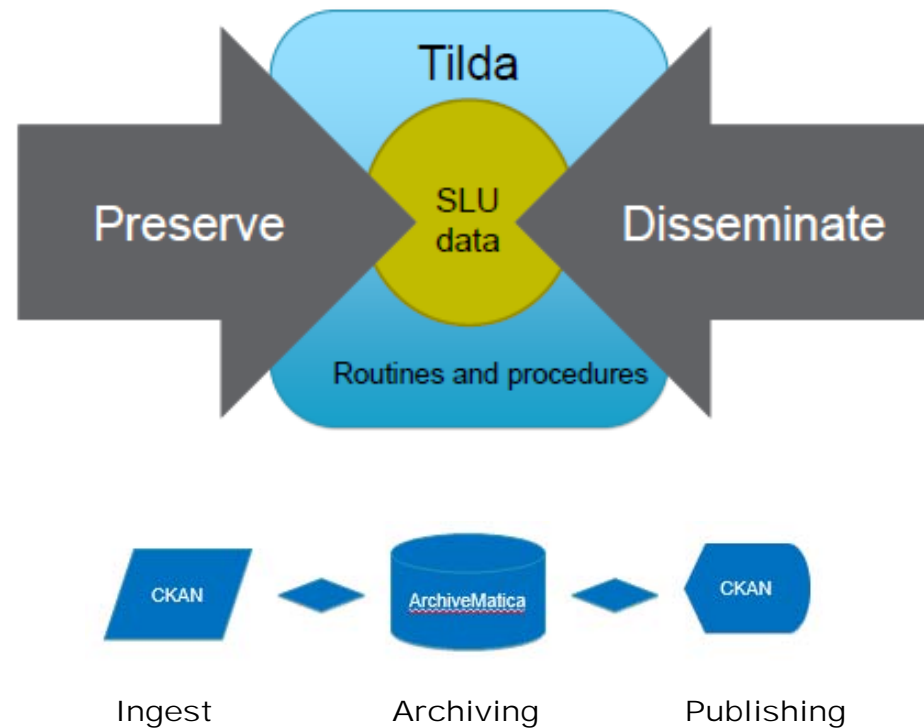 Tilda
Preserve
SLU
data
Disseminate
Routines and procedures
CKAN
ArchiveMatica
CKAN
Ingest
Archiving
Publishing